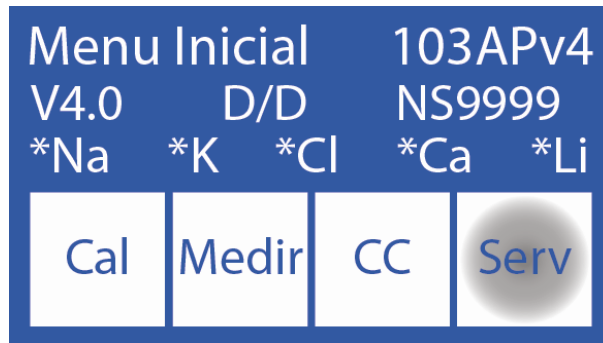 Menu Inicial 103APv4
V4.0 D/D NS9999
*Na *K *Cl *Ca *Li
Cal Medir CC Serv